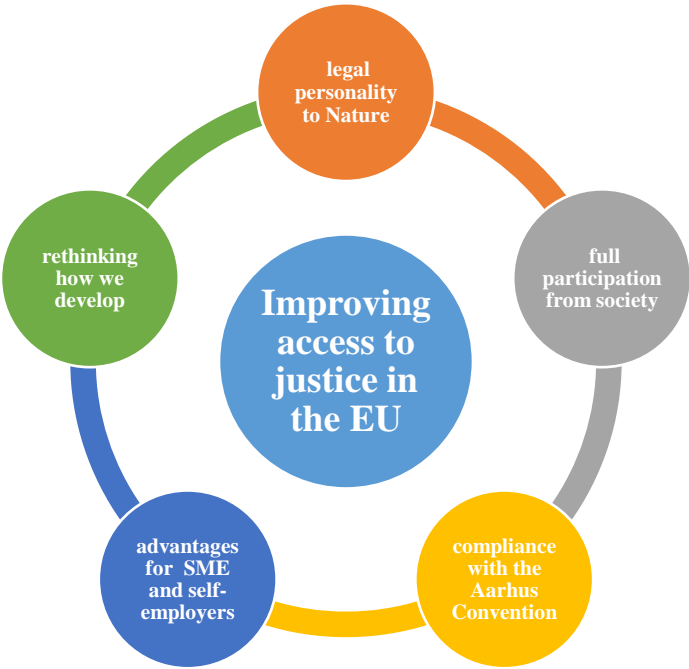 legal
personality
to Nature
full
participation
from society
compliance
with the
Aarhus
Convention
advantages
for SME
and self-
employers
rethinking
how we
develop
Improving
access to
justice in
the EU